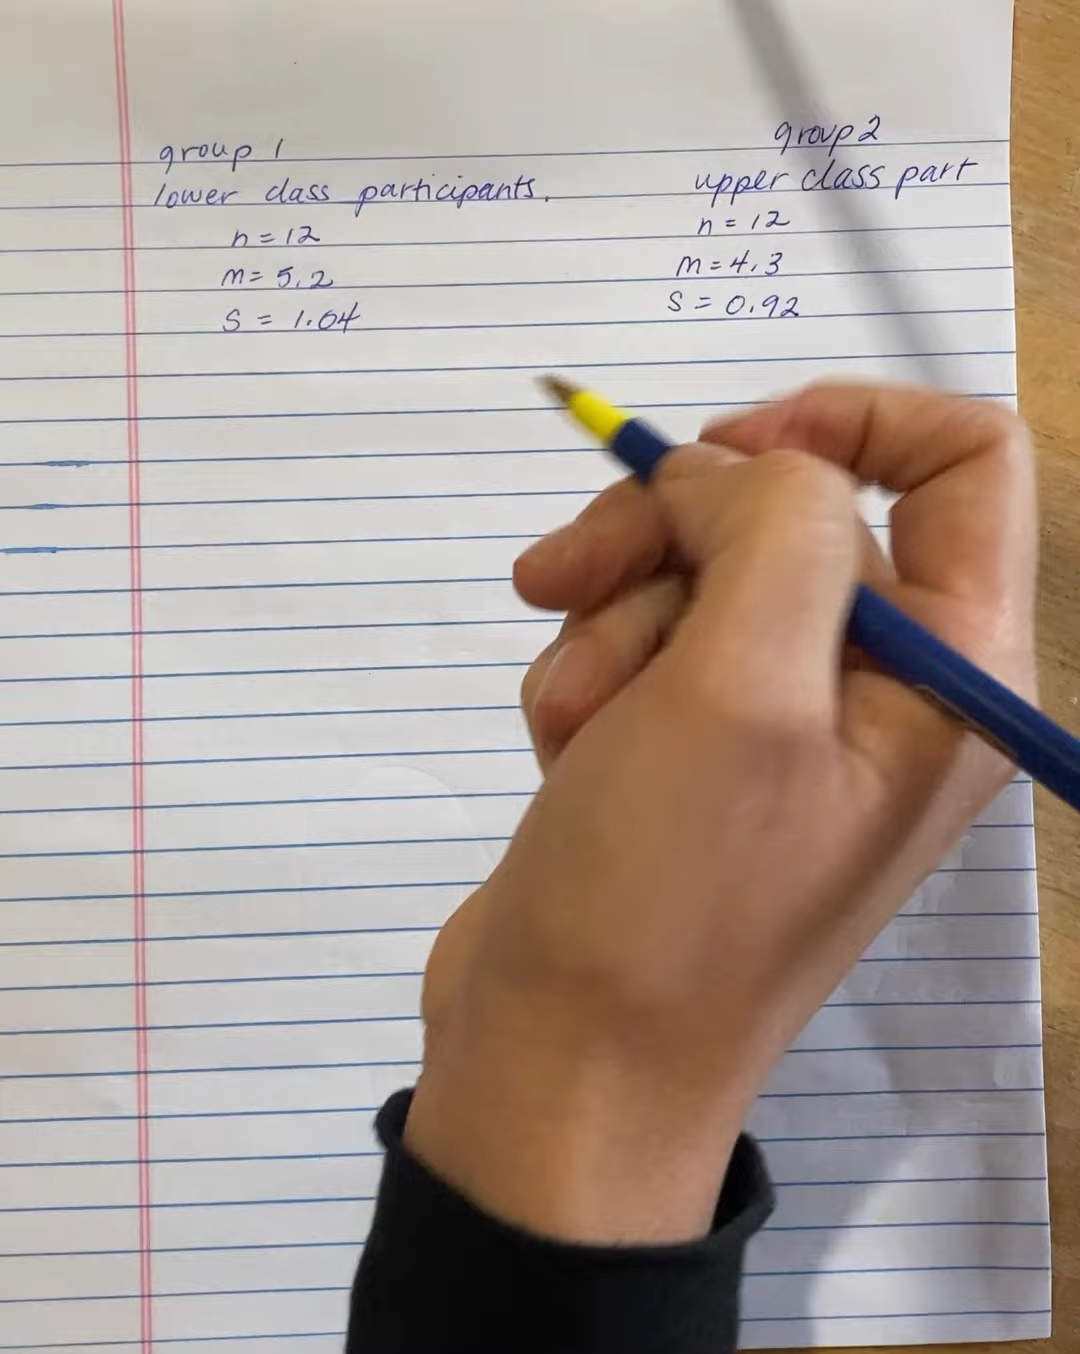 group 1
lower class participants.
n = 12
m = 5.2
s = 1.04
group 2
upper class part
n = 12
m = 4.3
s = 0.92